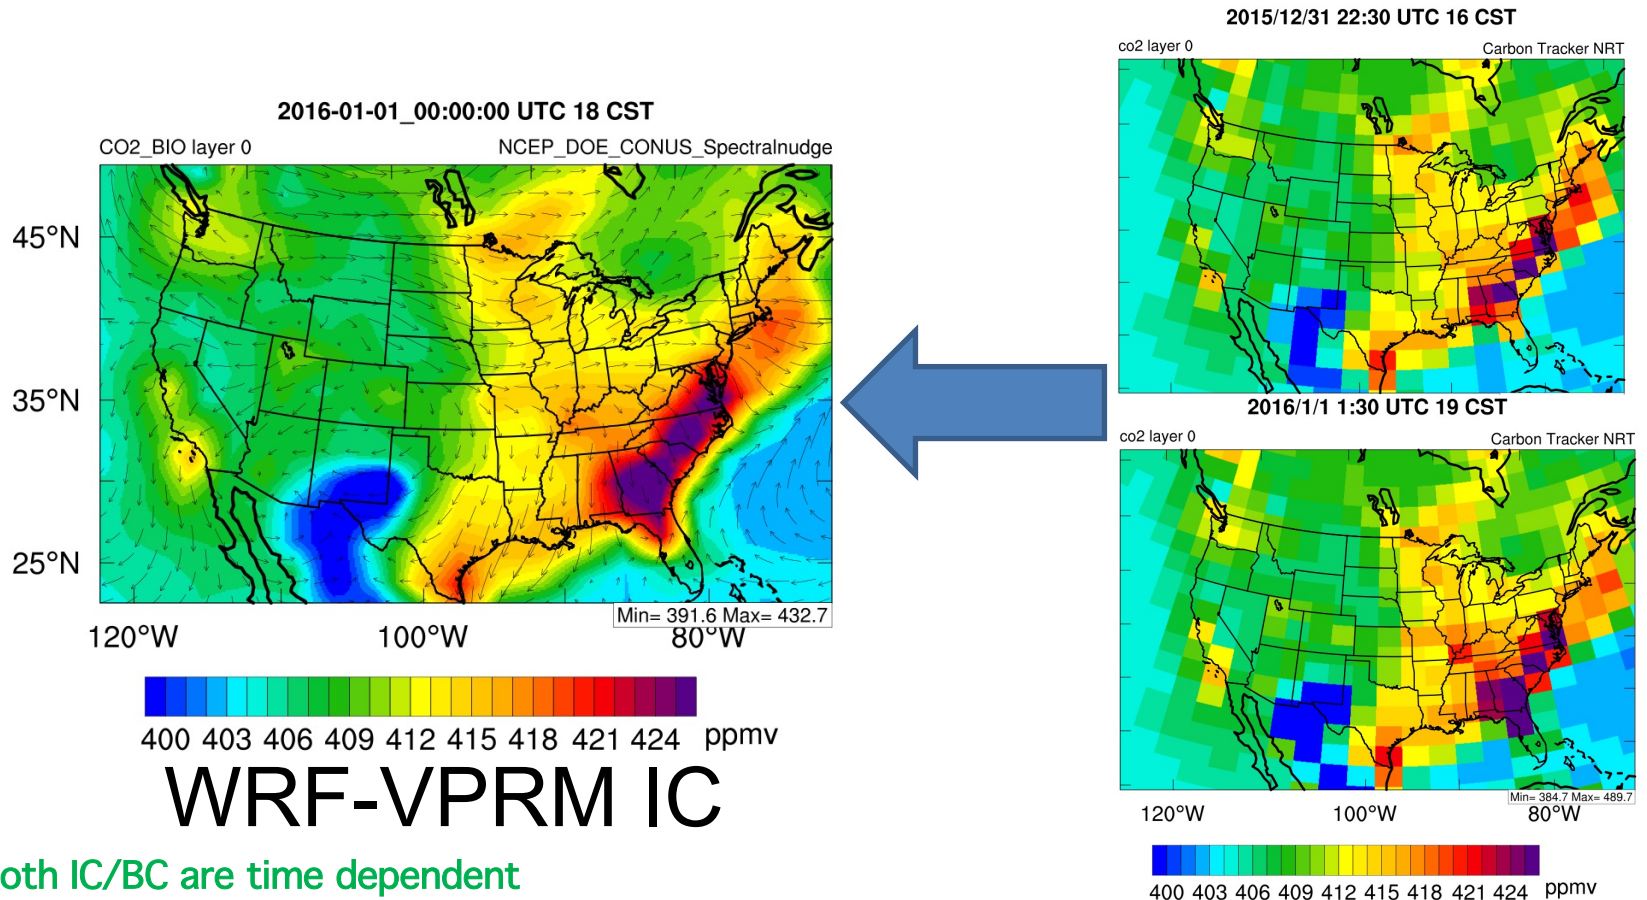 2016-01-01_00:00:00 UTC 18 CST
CO2_BIO layer 0 NCEP_DOE_CONUS_Spectralnudge
45°N
35°N
25°N
Min= 391.6 Max= 432.7
120°W 100°W 80°W
400 403 406 409 412 415 418 421 424 ppmv
WRF-VPRM IC
oth IC/BC are time dependent
2015/12/31 22:30 UTC 16 CST
co2 layer 0 Carbon Tracker NRT
2016/1/1 1:30 UTC 19 CST
co2 layer 0 Carbon Tracker NRT
Min= 384.7 Max= 489.7
120°W 100°W 80°W
400 403 406 409 412 415 418 421 424 ppmv